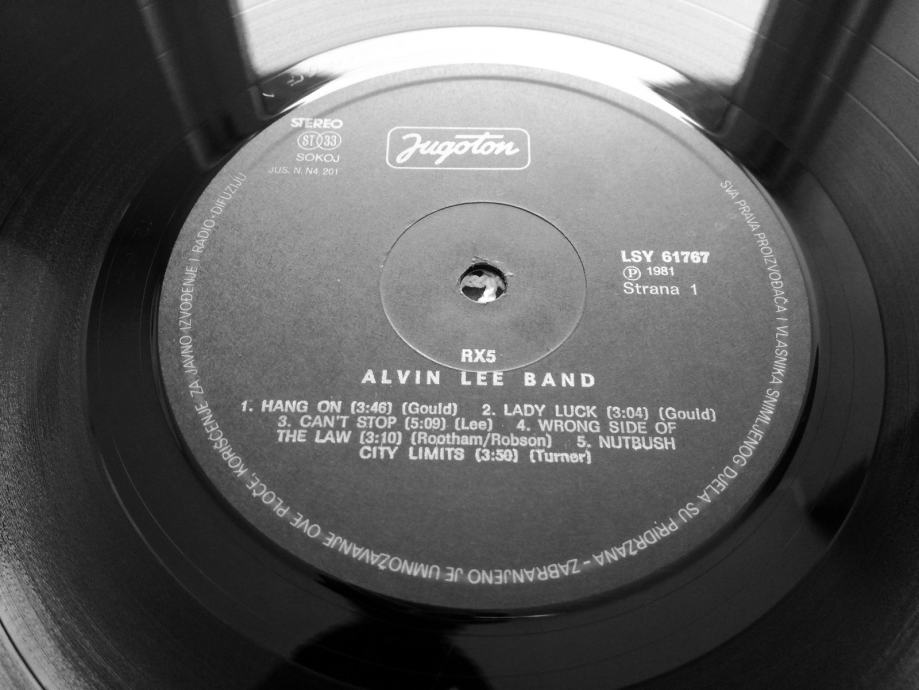 STEREO
ST 33
SOKOJ
JUS. N. N4. 201
Jugoton
LSY 61767
Ⓟ 1981
Strana 1
RX5
ALVIN LEE BAND
1. HANG ON (3:46) (Gould) 2. LADY LUCK (3:04) (Gould)
3. CAN'T STOP (5:09) (Lee) 4. WRONG SIDE OF
THE LAW (3:10) (Rootham/Robson) 5. NUTBUSH
CITY LIMITS (3:50) (Turner)
SVA PRAVA PROIZVOĐAČA I VLASNIKA SNIMLJENOG DJELA SU PRIDRŽANA - ZABRANJENO JE UMNOŽAVANJE OVE PLOČE, KORIŠĆENJE ZA JAVNO IZVOĐENJE I RADIO-DIFUZIJU